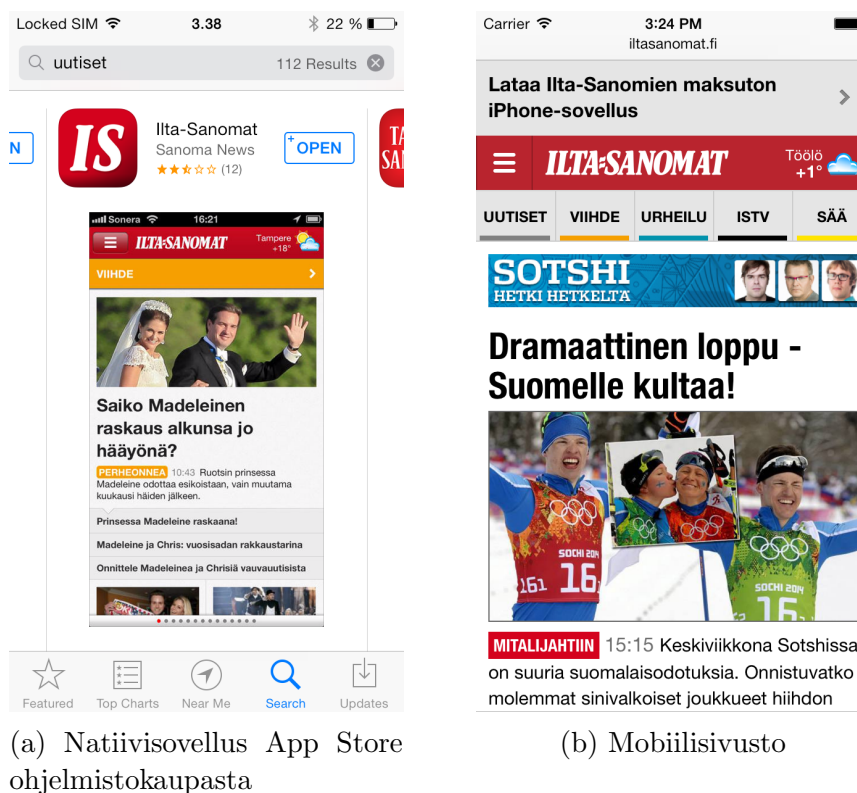 Locked SIM 3.38 22 %
uutiset 112 Results
N
IS
Ilta-Sanomat
Sanoma News
(12)
OPEN
TA
SA
Sonera 16:21
ILTA-SANOMAT
Tampere
+18°
VIIHDE
Saiko Madeleinen
raskaus alkunsa jo
hääyönä?
PERHEONNEA 10:43 Ruotsin prinsessa
Madeleine odottaa esikoistaan, vain muutama
kuukausi häiden jälkeen.
Prinsessa Madeleine raskaana!
Madeleine ja Chris: vuosisadan rakkaustarina
Onnittele Madeleinea ja Chrisiä vauvauutisista
Featured Top Charts Near Me Search Updates
(a) Natiivisovellus App Store
ohjelmistokaupasta
Carrier 3:24 PM
iltasanomat.fi
Lataa Ilta-Sanomien maksuton
iPhone-sovellus
ILTA-SANOMAT
Töölö
+1°
UUTISET VIIHDE URHEILU ISTV SÄÄ
SOTSHI
HETKI HETKELTÄ
Dramaattinen loppu -
Suomelle kultaa!
SOCHI 2014
161 16
SOCHI 2014
16
MITALIJAHTIIN 15:15 Keskiviikkona Sotshissa
on suuria suomalaisodotuksia. Onnistuvatko
molemmat sinivalkoiset joukkueet hiihdon
(b) Mobiilisivusto